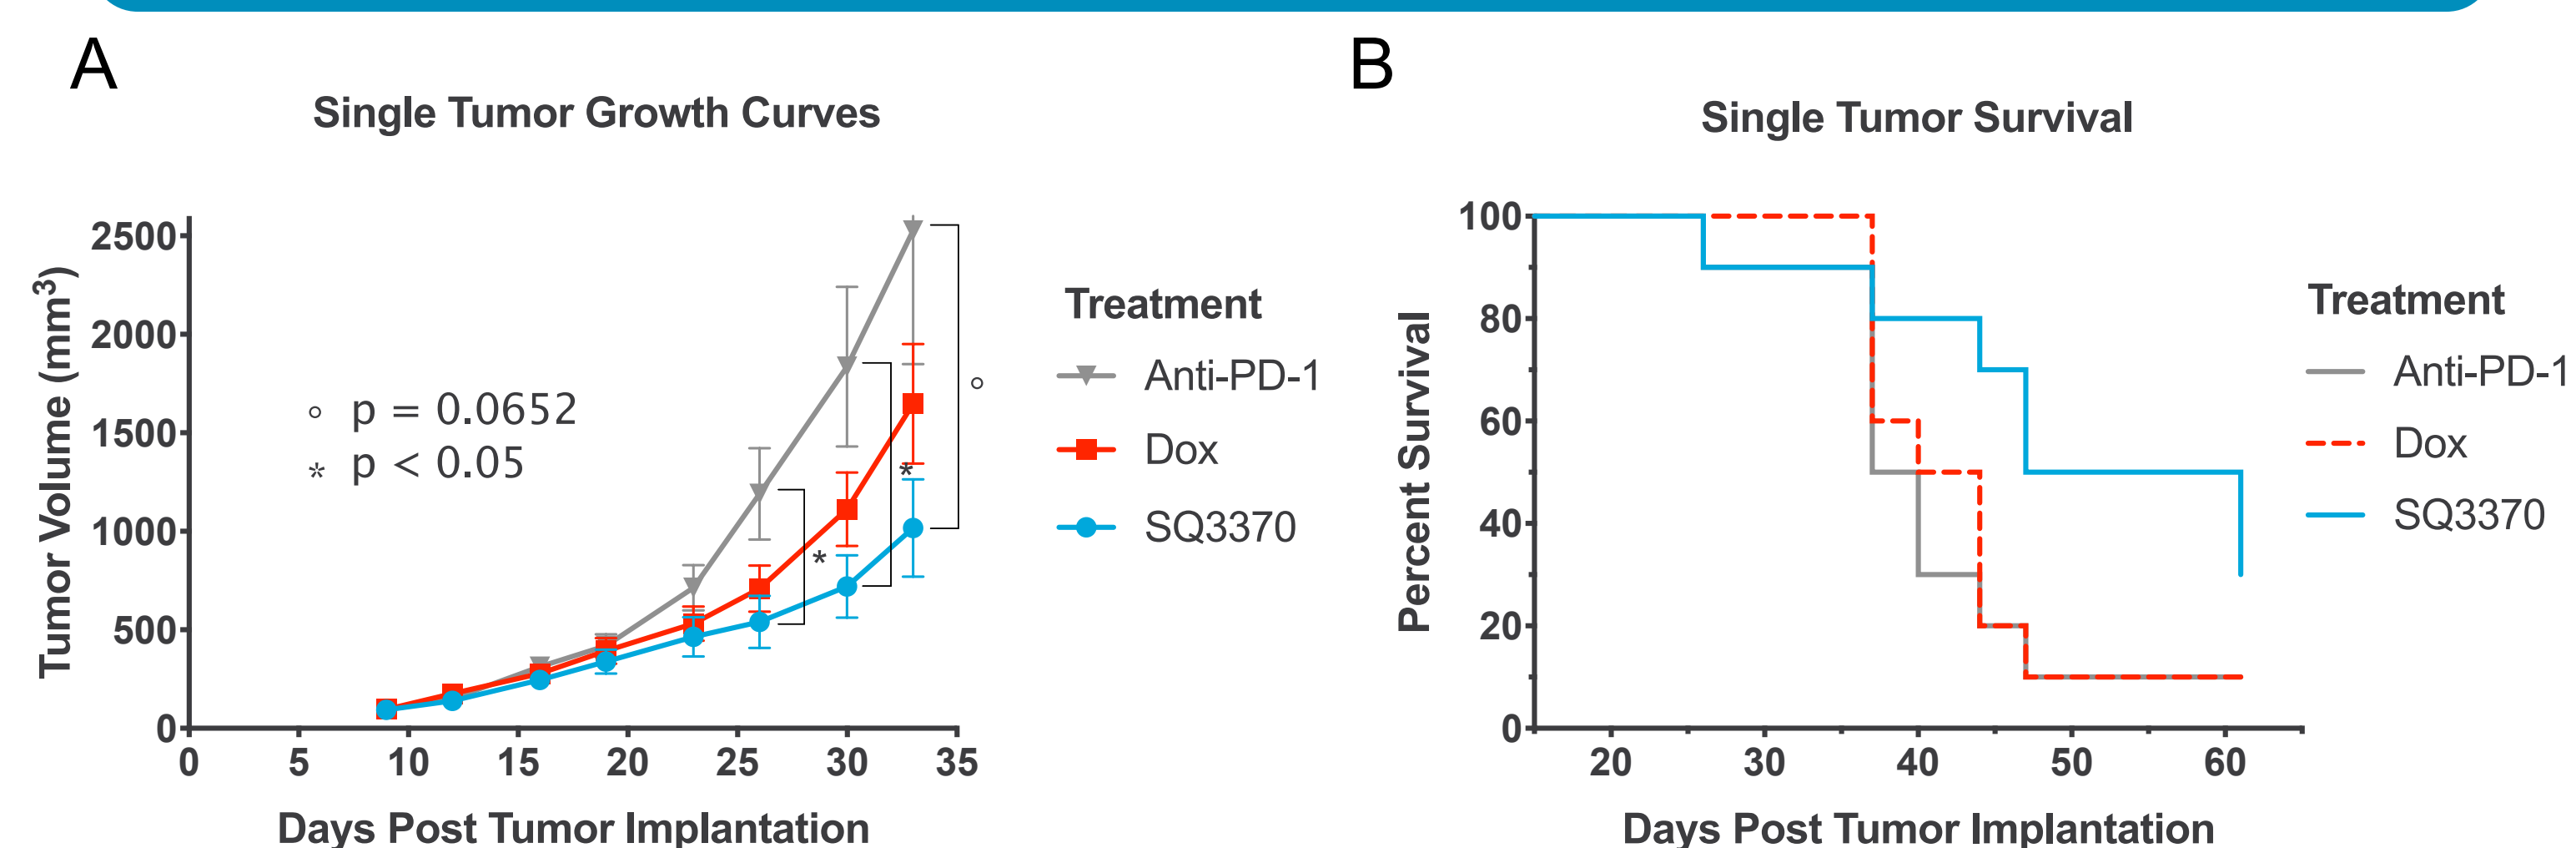 A
Single Tumor Growth Curves
Tumor Volume (mm³)
2500
2000
1500
1000
500
0
° p = 0.0652
* p < 0.05
*
*
°
0 5 10 15 20 25 30 35
Days Post Tumor Implantation
Treatment
Anti-PD-1
Dox
SQ3370
B
Single Tumor Survival
Percent Survival
100
80
60
40
20
0
20 30 40 50 60
Days Post Tumor Implantation
Treatment
Anti-PD-1
Dox
SQ3370